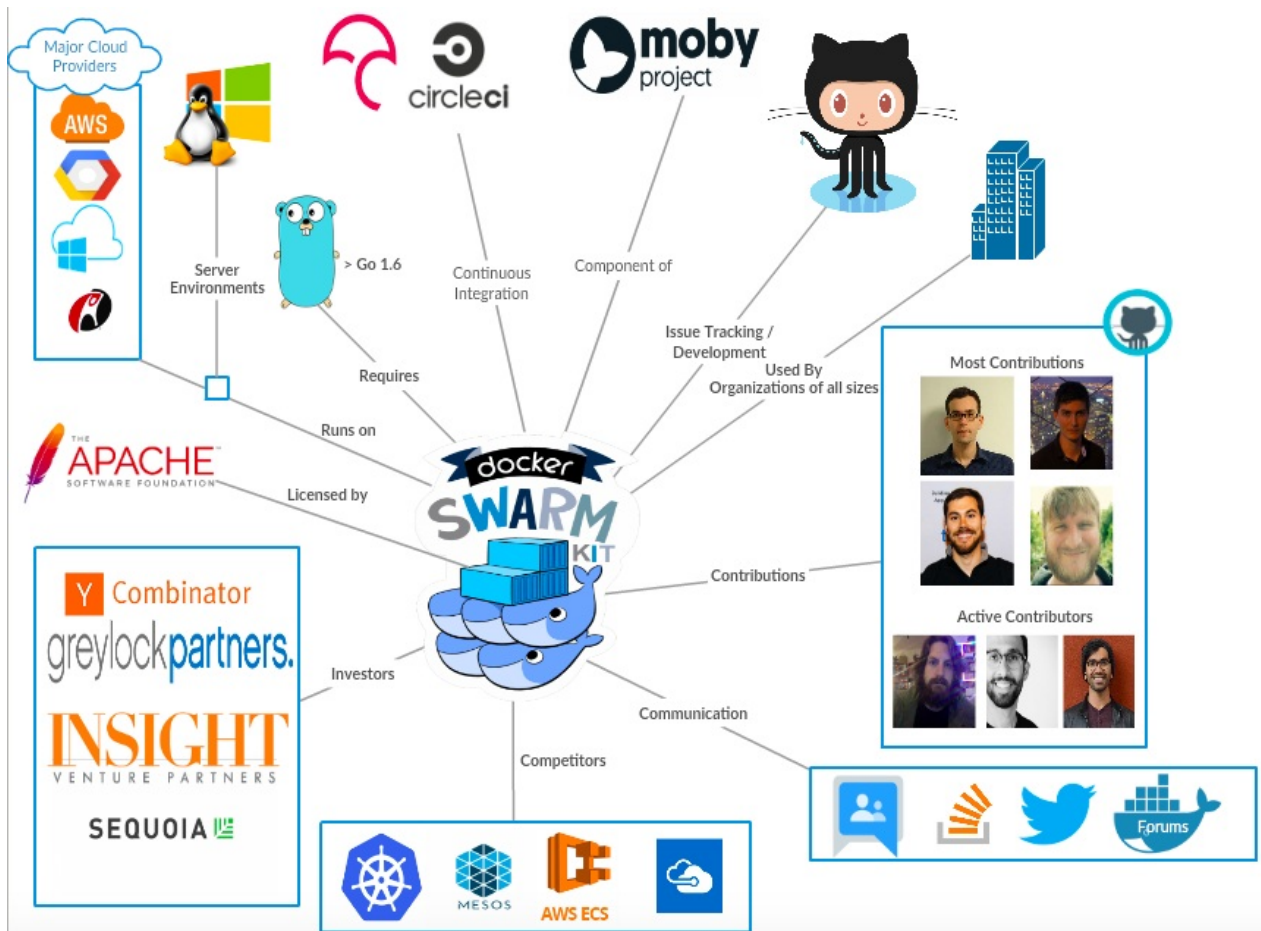 Major Cloud
Providers
AWS
circleci
moby
project
Server
Environments
> Go 1.6
Continuous
Integration
Component of
Issue Tracking /
Development
Used By
Organizations of all sizes
Requires
Runs on
THE
APACHE
SOFTWARE FOUNDATION
Licensed by
docker
SWARM
KIT
Most Contributions
Contributions
Active Contributors
Y Combinator
greylockpartners.
INSIGHT
VENTURE PARTNERS
SEQUOIA
Investors
Communication
Competitors
MESOS
AWS ECS
Forums